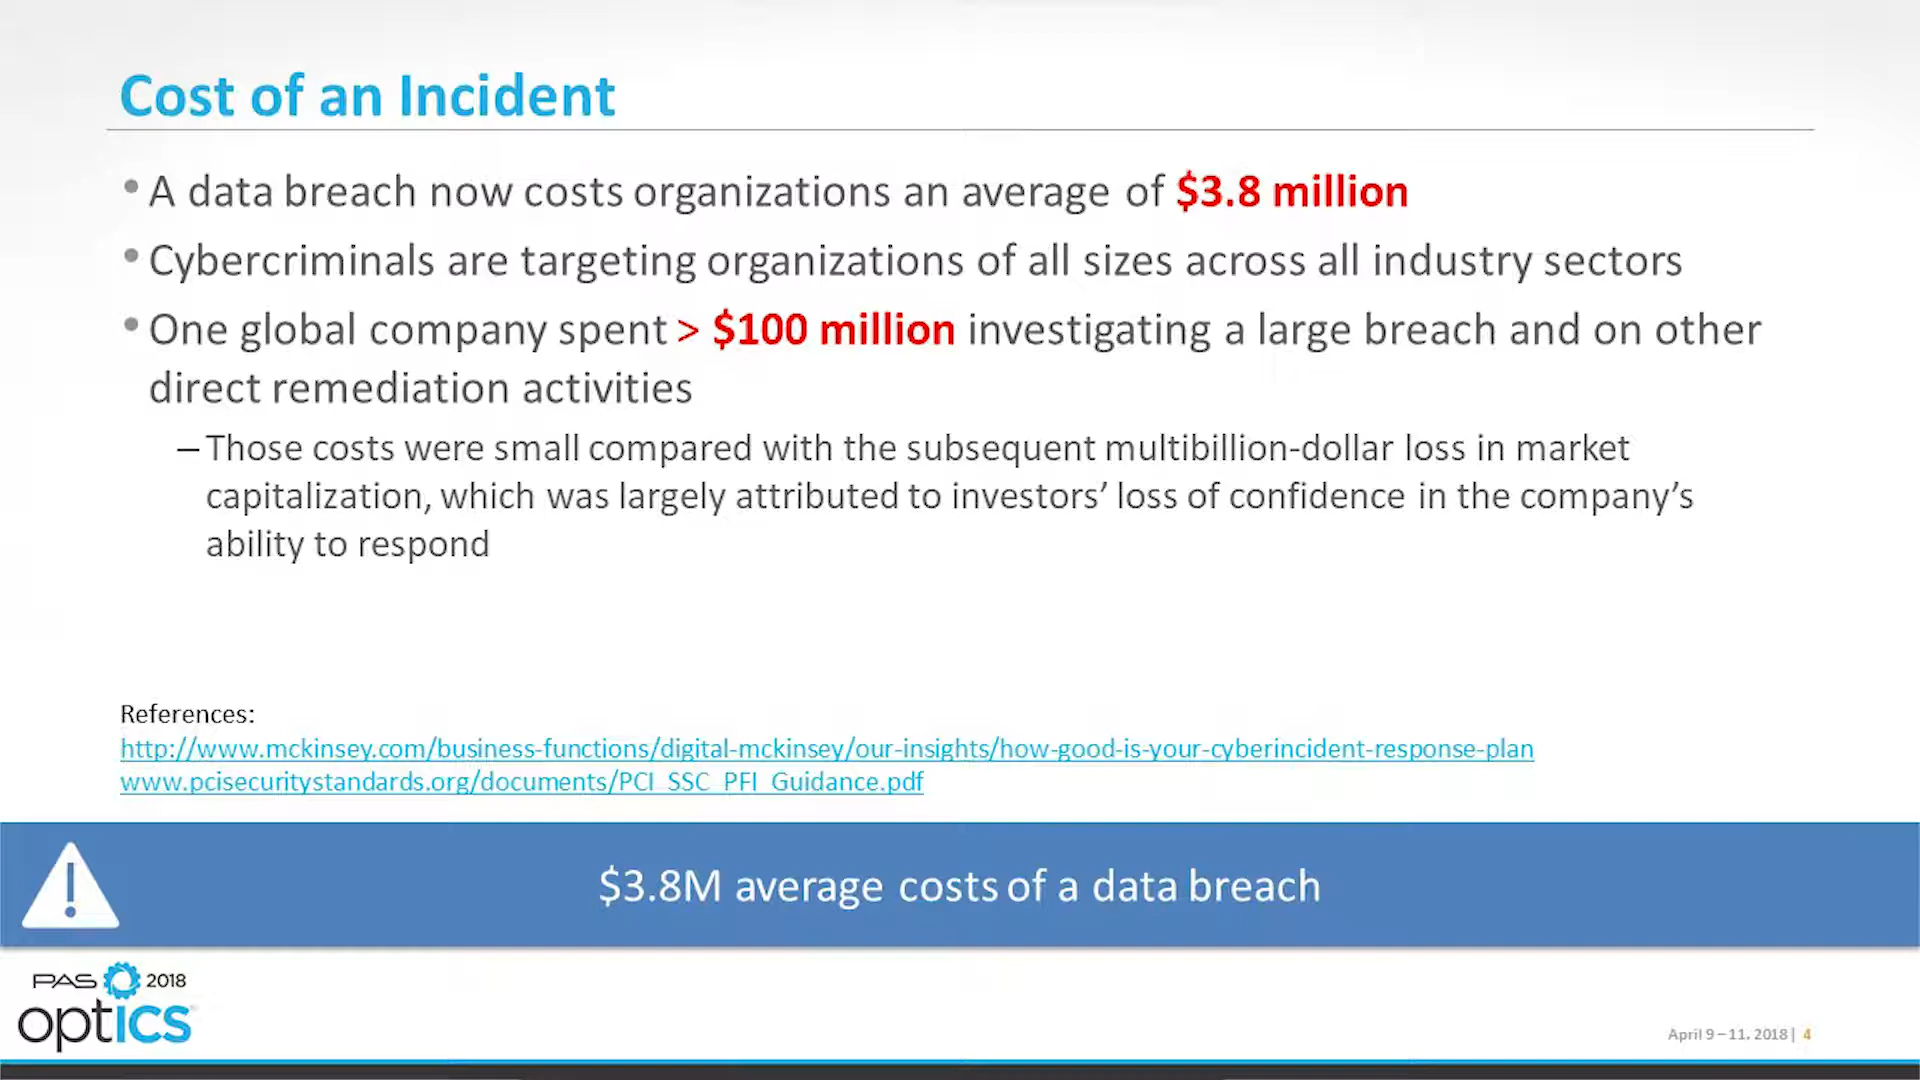 Cost of an Incident
• A data breach now costs organizations an average of $3.8 million
• Cybercriminals are targeting organizations of all sizes across all industry sectors
• One global company spent > $100 million investigating a large breach and on other
direct remediation activities
– Those costs were small compared with the subsequent multibillion-dollar loss in market
capitalization, which was largely attributed to investors’ loss of confidence in the company’s
ability to respond
References:
http://www.mckinsey.com/business-functions/digital-mckinsey/our-insights/how-good-is-your-cyberincident-response-plan
www.pcisecuritystandards.org/documents/PCI_SSC_PFI_Guidance.pdf
$3.8M average costs of a data breach
PAS 2018
optICS
April 9 – 11, 2018 | 4